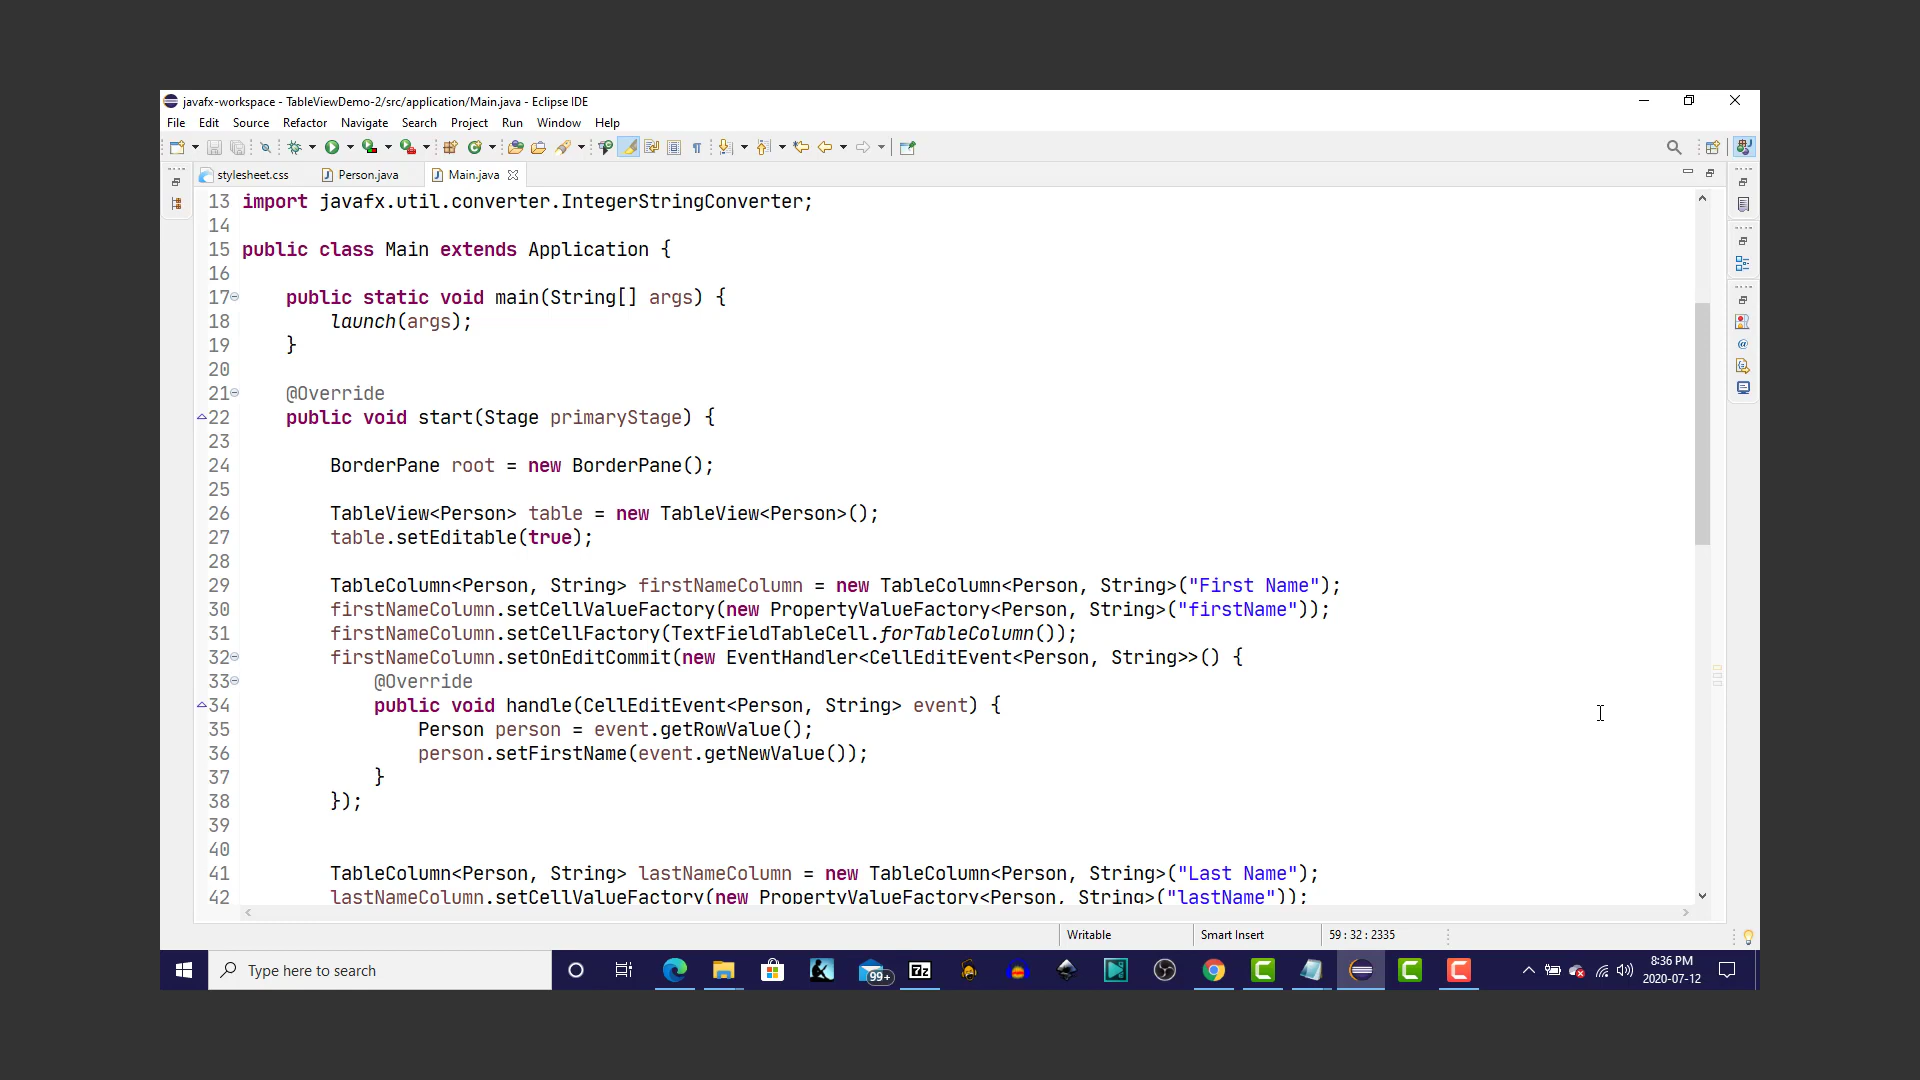 javafx-workspace - TableViewDemo-2/src/application/Main.java - Eclipse IDE
File Edit Source Refactor Navigate Search Project Run Window Help
stylesheet.css Person.java Main.java
13 import javafx.util.converter.IntegerStringConverter;
14
15 public class Main extends Application {
16
17 public static void main(String[] args) {
18 launch(args);
19 }
20
21 @Override
22 public void start(Stage primaryStage) {
23
24 BorderPane root = new BorderPane();
25
26 TableView<Person> table = new TableView<Person>();
27 table.setEditable(true);
28
29 TableColumn<Person, String> firstNameColumn = new TableColumn<Person, String>("First Name");
30 firstNameColumn.setCellValueFactory(new PropertyValueFactory<Person, String>("firstName"));
31 firstNameColumn.setCellFactory(TextFieldTableCell.forTableColumn());
32 firstNameColumn.setOnEditCommit(new EventHandler<CellEditEvent<Person, String>>() {
33 @Override
34 public void handle(CellEditEvent<Person, String> event) {
35 Person person = event.getRowValue();
36 person.setFirstName(event.getNewValue());
37 }
38 });
39
40
41 TableColumn<Person, String> lastNameColumn = new TableColumn<Person, String>("Last Name");
42 lastNameColumn.setCellValueFactory(new PropertyValueFactory<Person, String>("lastName"));
Writable Smart Insert 59 : 32 : 2335
Type here to search
99+
7z
8:36 PM
2020-07-12